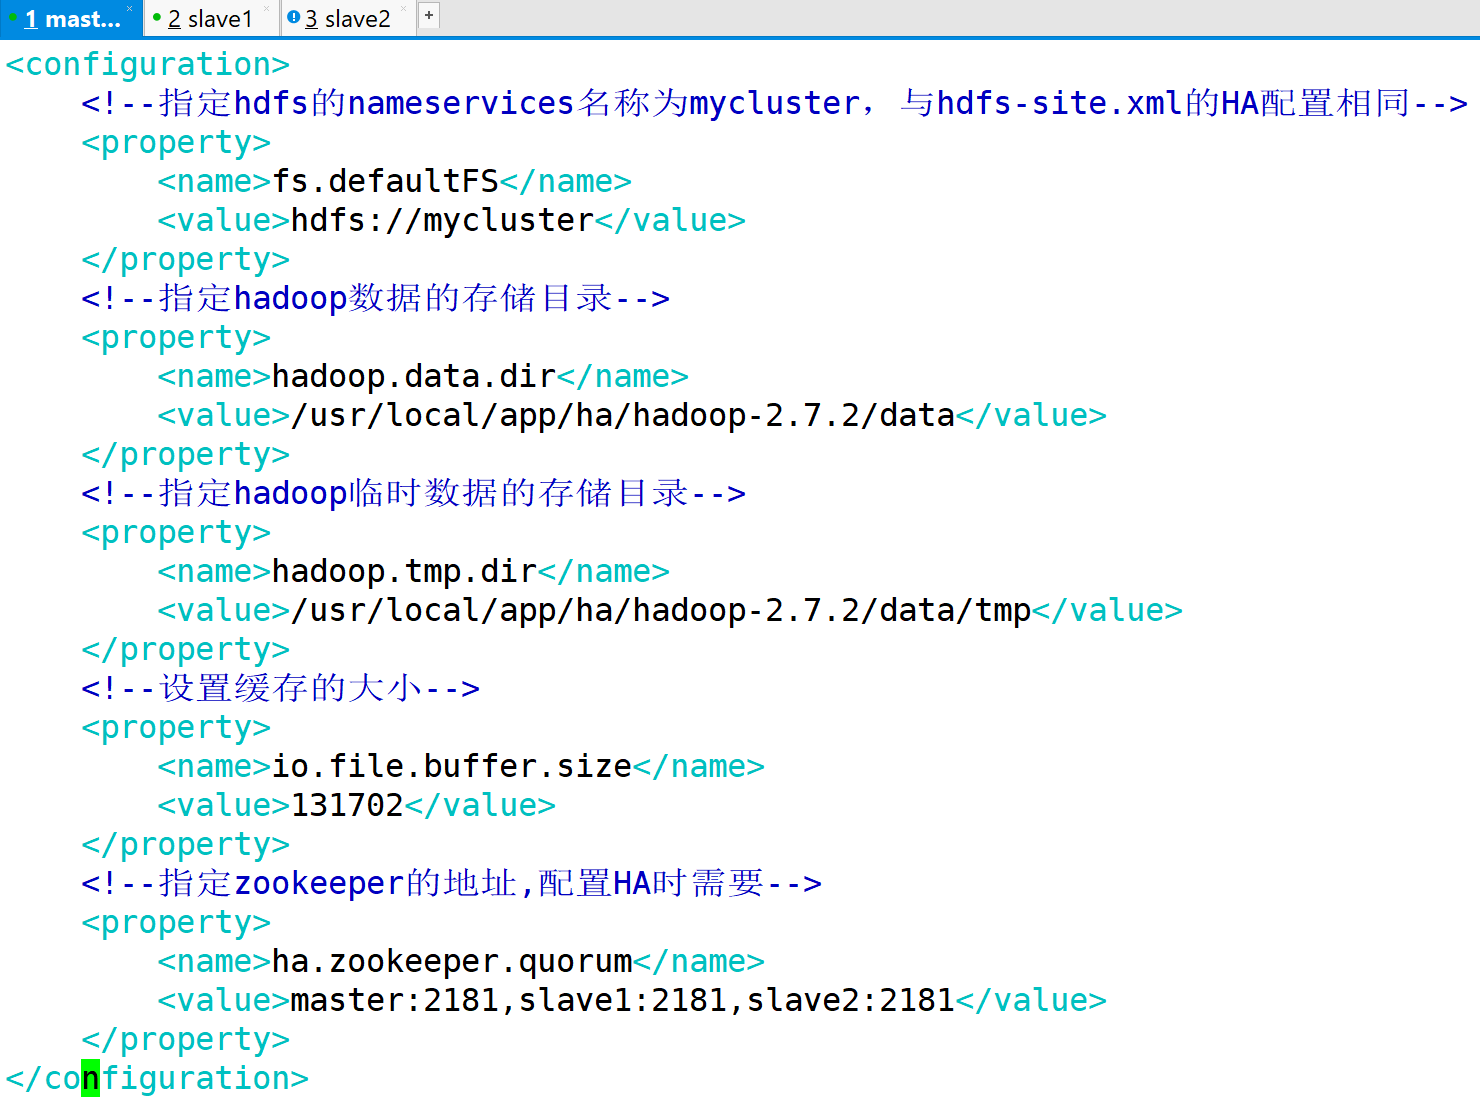 1 mast... 2 slave1 3 slave2 +
<configuration>
    <!--指定hdfs的nameservices名称为mycluster，与hdfs-site.xml的HA配置相同-->
    <property>
        <name>fs.defaultFS</name>
        <value>hdfs://mycluster</value>
    </property>
    <!--指定hadoop数据的存储目录-->
    <property>
        <name>hadoop.data.dir</name>
        <value>/usr/local/app/ha/hadoop-2.7.2/data</value>
    </property>
    <!--指定hadoop临时数据的存储目录-->
    <property>
        <name>hadoop.tmp.dir</name>
        <value>/usr/local/app/ha/hadoop-2.7.2/data/tmp</value>
    </property>
    <!--设置缓存的大小-->
    <property>
        <name>io.file.buffer.size</name>
        <value>131702</value>
    </property>
    <!--指定zookeeper的地址,配置HA时需要-->
    <property>
        <name>ha.zookeeper.quorum</name>
        <value>master:2181,slave1:2181,slave2:2181</value>
    </property>
</configuration>